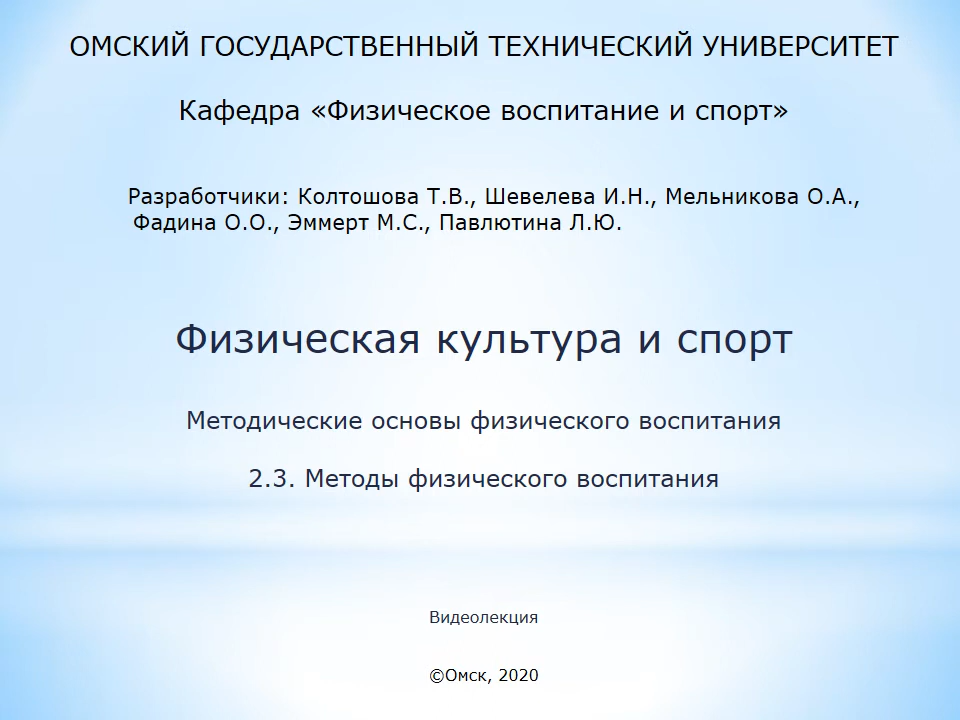 ОМСКИЙ ГОСУДАРСТВЕННЫЙ ТЕХНИЧЕСКИЙ УНИВЕРСИТЕТ
Кафедра «Физическое воспитание и спорт»
Разработчики: Колтошова Т.В., Шевелева И.Н., Мельникова О.А.,
Фадина О.О., Эммерт М.С., Павлютина Л.Ю.
Физическая культура и спорт
Методические основы физического воспитания
2.3. Методы физического воспитания
Видеолекция
©Омск, 2020